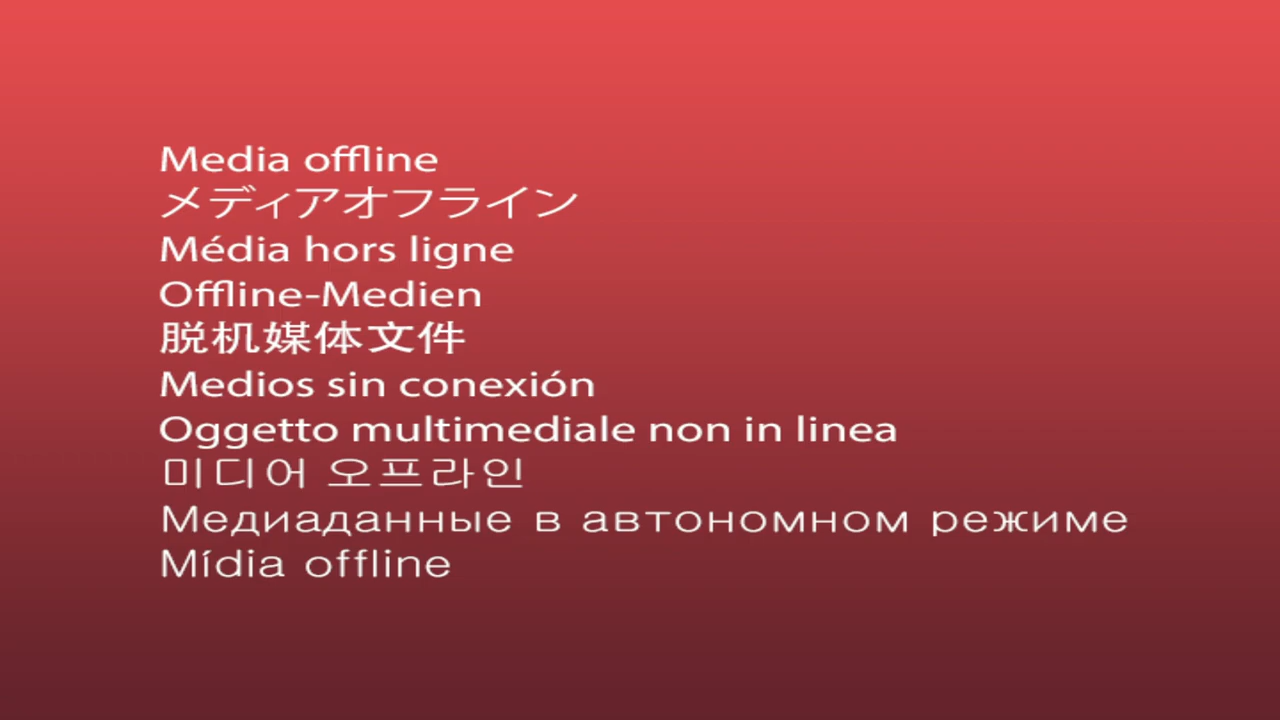 Media offline
メディアオフライン
Média hors ligne
Offline-Medien
脱机媒体文件
Medios sin conexión
Oggetto multimediale non in linea
미디어 오프라인
Медиаданные в автономном режиме
Mídia offline